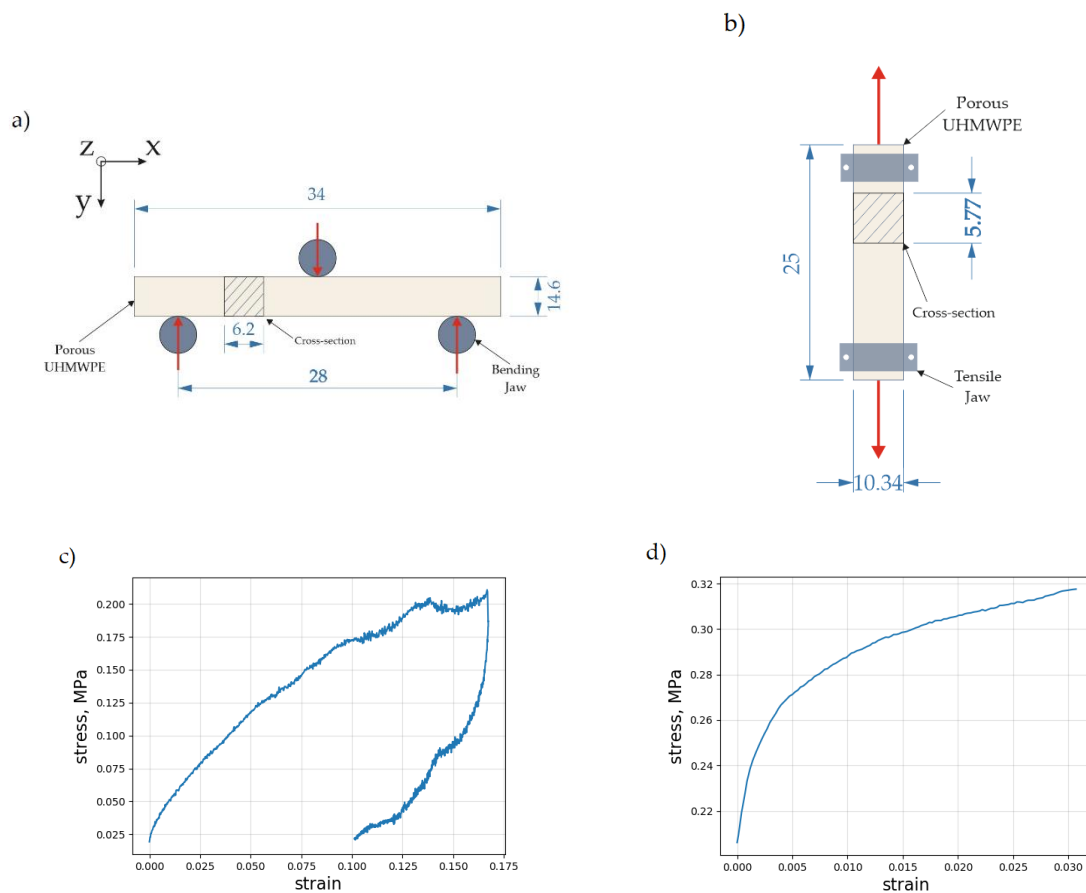 b)
a)
z
x
y
34
14.6
6.2
28
Porous
UHMWPE
Cross-section
Bending
Jaw
Porous
UHMWPE
5.77
25
Cross-section
Tensile
Jaw
10.34
c)
stress, MPa
0.200
0.175
0.150
0.125
0.100
0.075
0.050
0.025
0.000 0.025 0.050 0.075 0.100 0.125 0.150 0.175
strain
d)
stress, MPa
0.32
0.30
0.28
0.26
0.24
0.22
0.000 0.005 0.010 0.015 0.020 0.025 0.030
strain